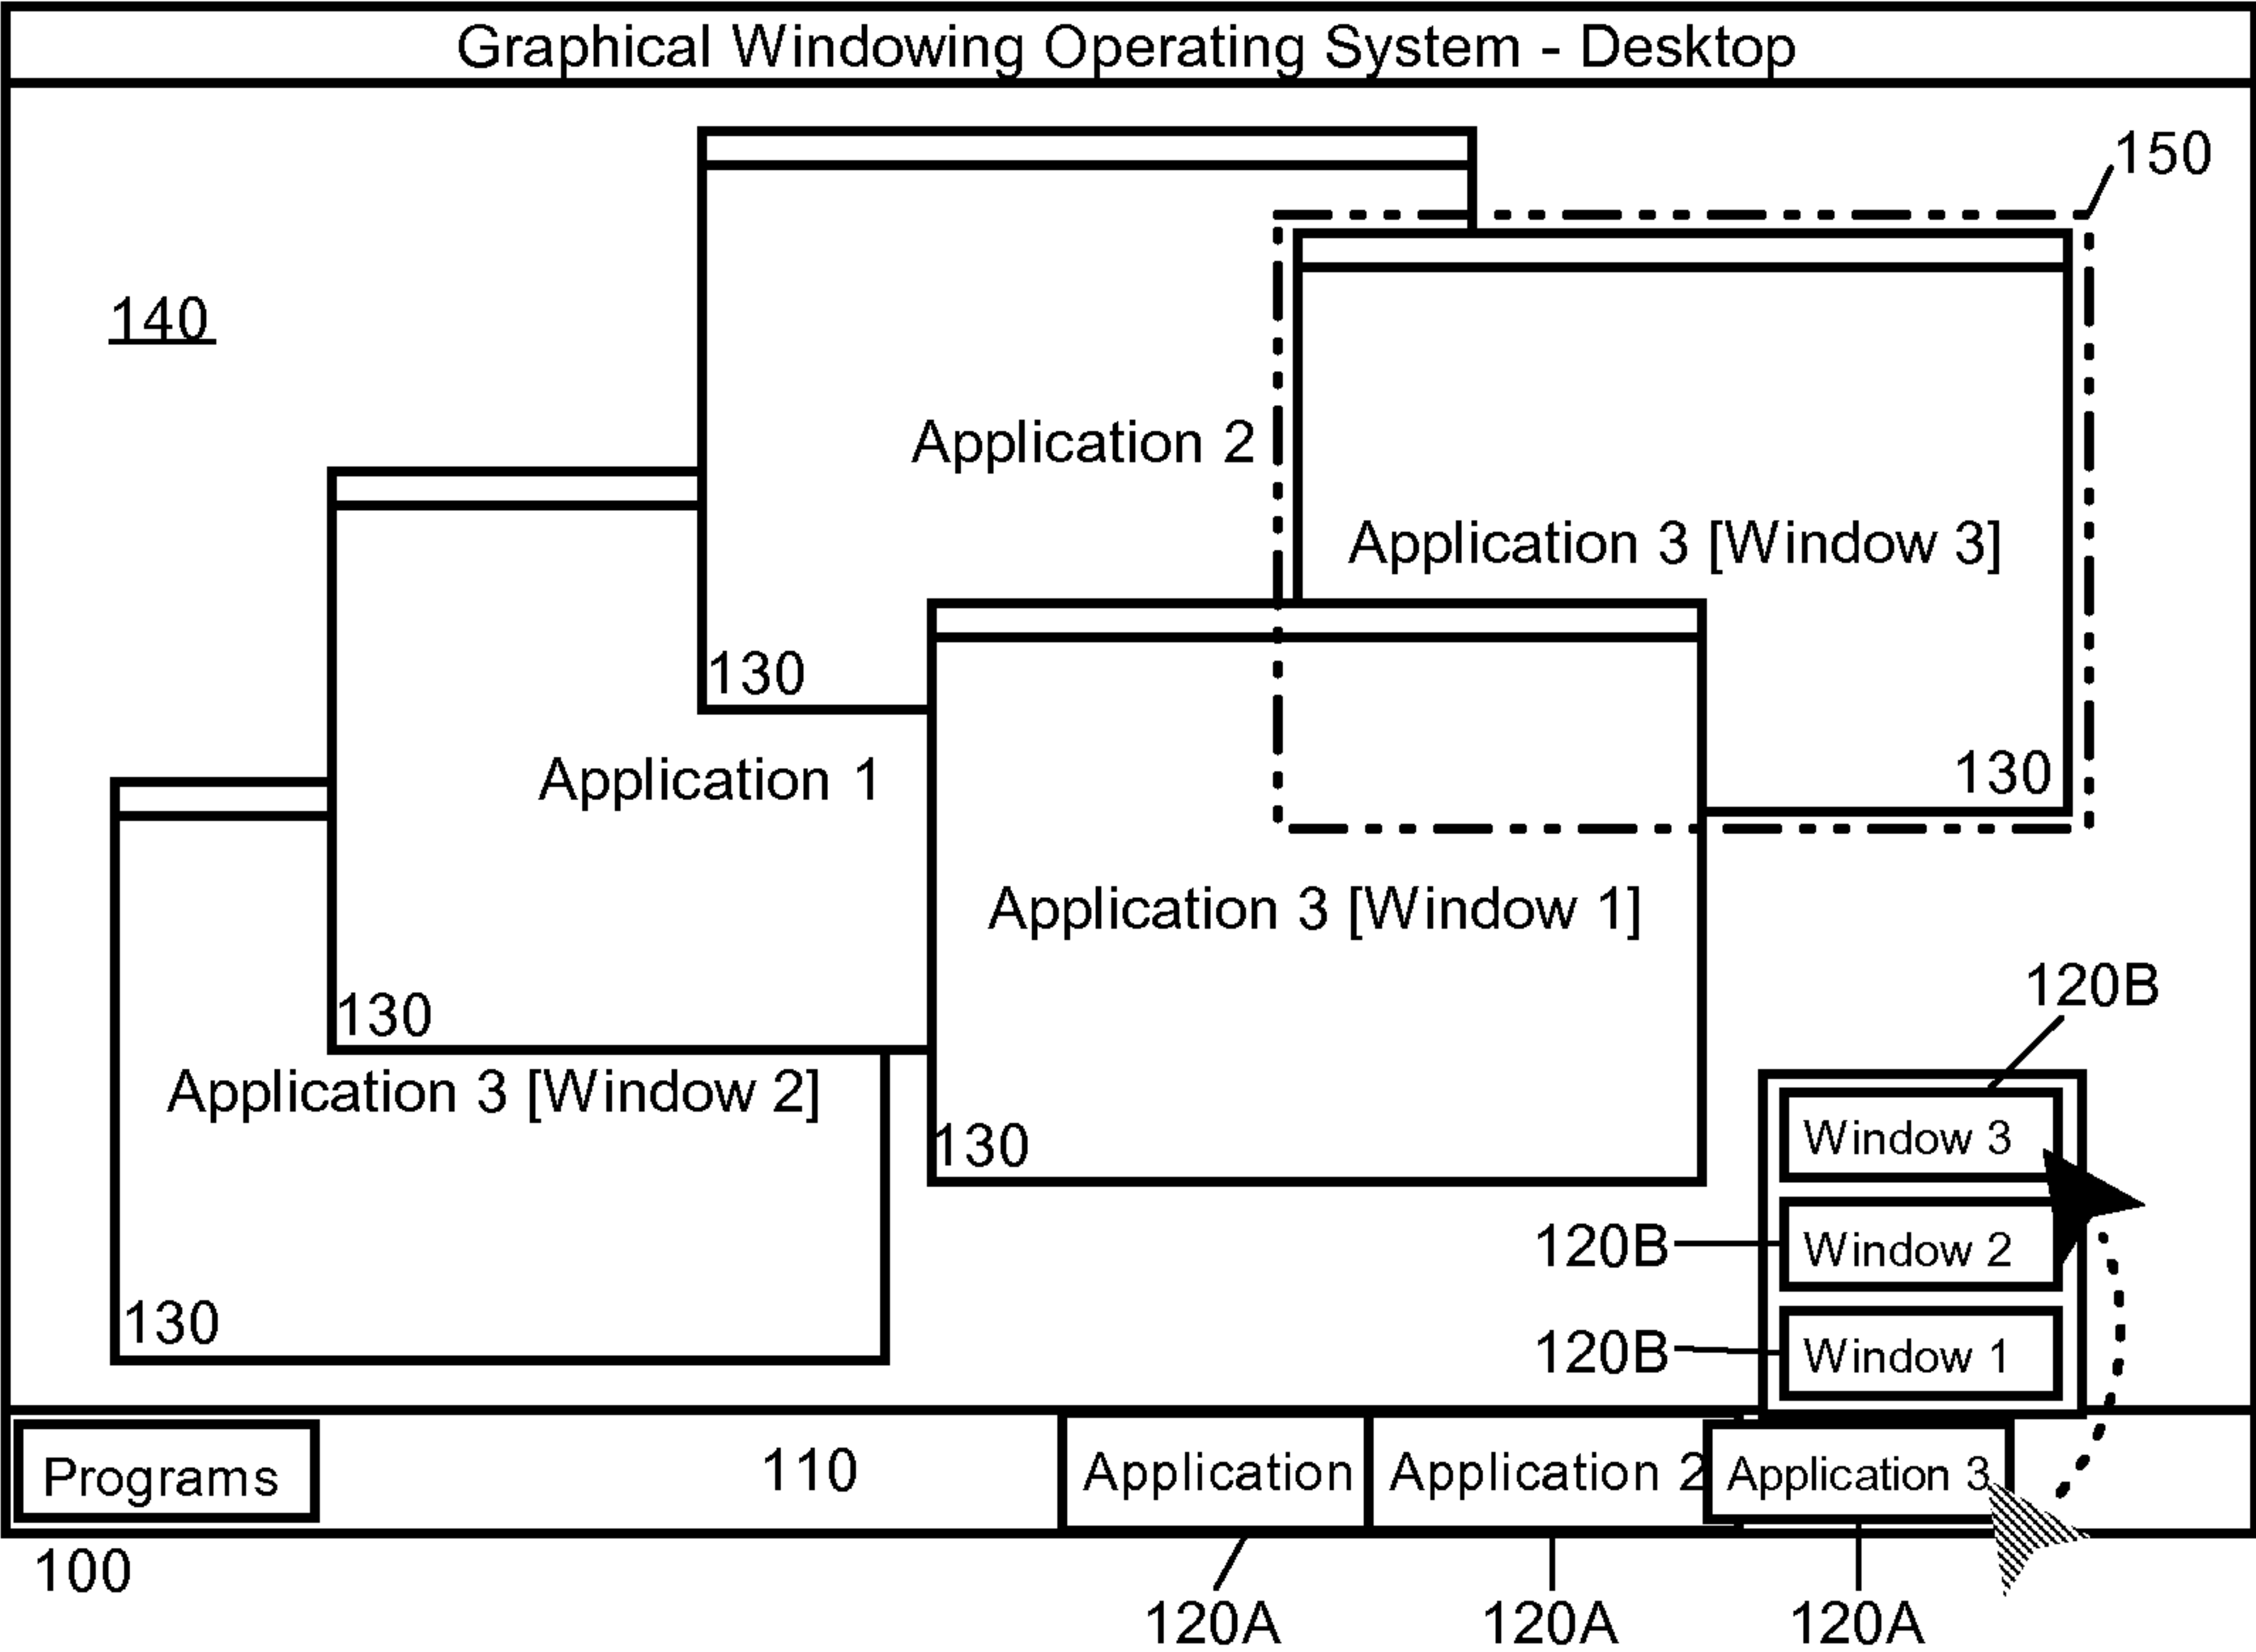 Graphical Windowing Operating System - Desktop
150
140
Application 2
Application 3 [Window 3]
130
Application 1
130
Application 3 [Window 1]
120B
130
Application 3 [Window 2]
130
Window 3
120B
Window 2
130
120B
Window 1
Programs
110
Application
Application 2
Application 3
100
120A
120A
120A